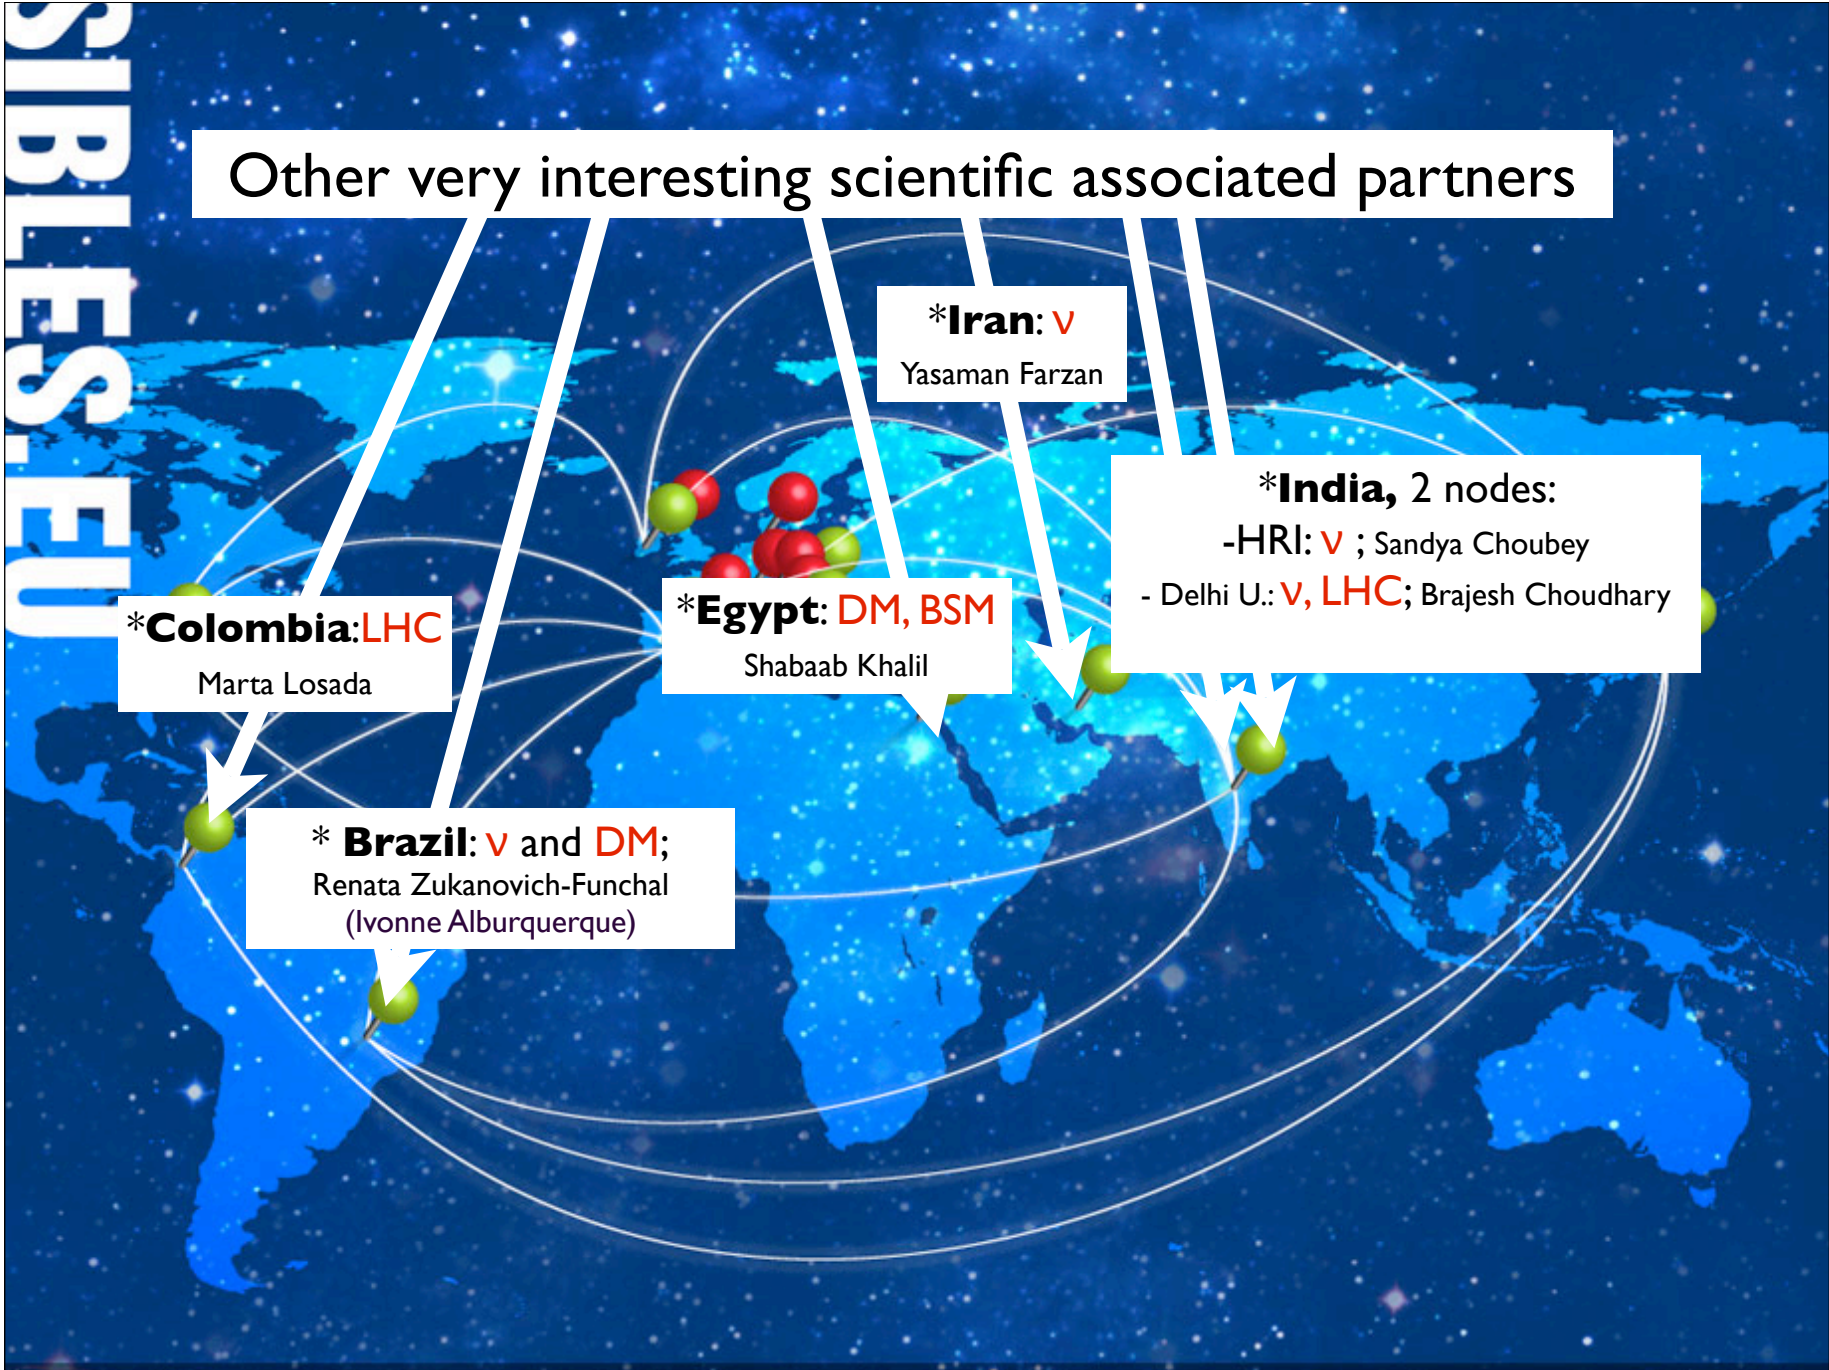 SIBLES.EU
Other very interesting scientific associated partners
*Iran: ν
Yasaman Farzan
*India, 2 nodes:
-HRI: ν ; Sandya Choubey
- Delhi U.: ν, LHC; Brajesh Choudhary
*Egypt: DM, BSM
Shabaab Khalil
*Colombia:LHC
Marta Losada
* Brazil: ν and DM;
Renata Zukanovich-Funchal
(Ivonne Alburquerque)